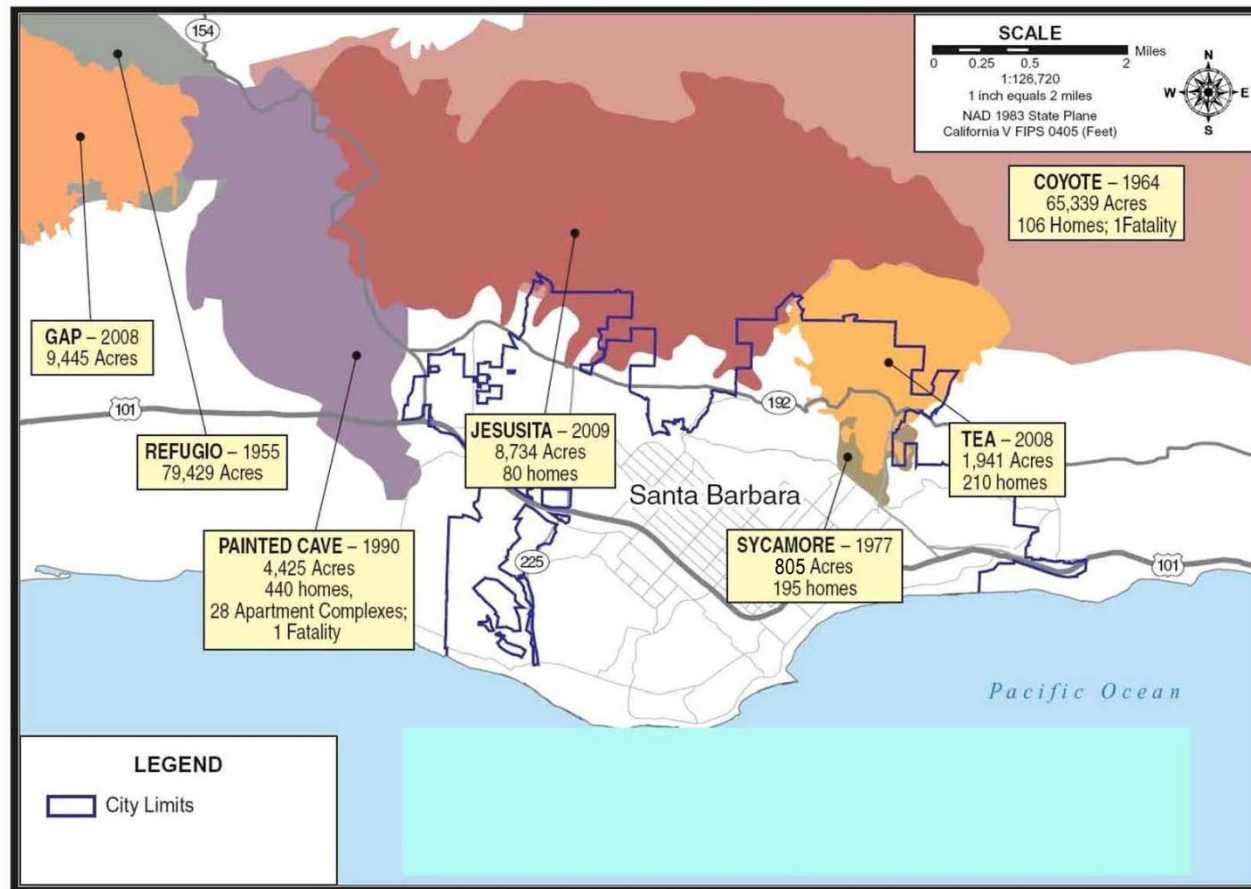 154
SCALE
0 0.25 0.5 2 Miles
1:126,720
1 inch equals 2 miles
NAD 1983 State Plane
California V FIPS 0405 (Feet)
N
W E
S
COYOTE – 1964
65,339 Acres
106 Homes; 1Fatality
GAP – 2008
9,445 Acres
101
REFUGIO – 1955
79,429 Acres
JESUSITA – 2009
8,734 Acres
80 homes
192
TEA – 2008
1,941 Acres
210 homes
Santa Barbara
PAINTED CAVE – 1990
4,425 Acres
440 homes,
28 Apartment Complexes;
1 Fatality
225
SYCAMORE – 1977
805 Acres
195 homes
101
Pacific Ocean
LEGEND
City Limits